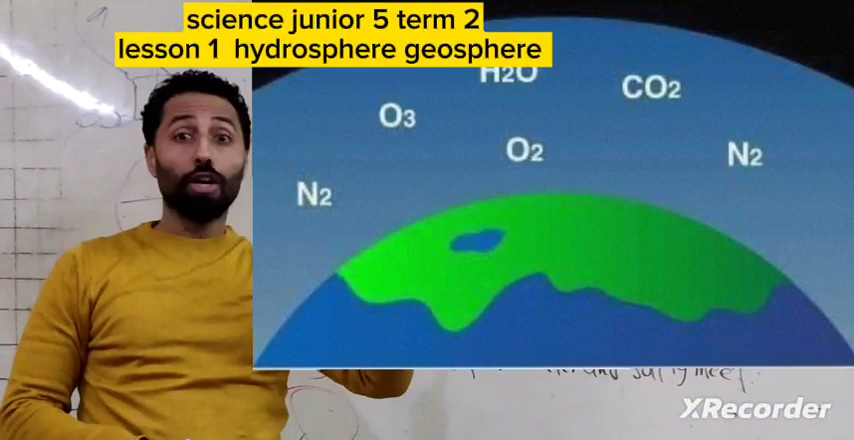 science junior 5 term 2
lesson 1 hydrosphere geosphere
H2O
CO2
O3
O2
N2
N2
XRecorder